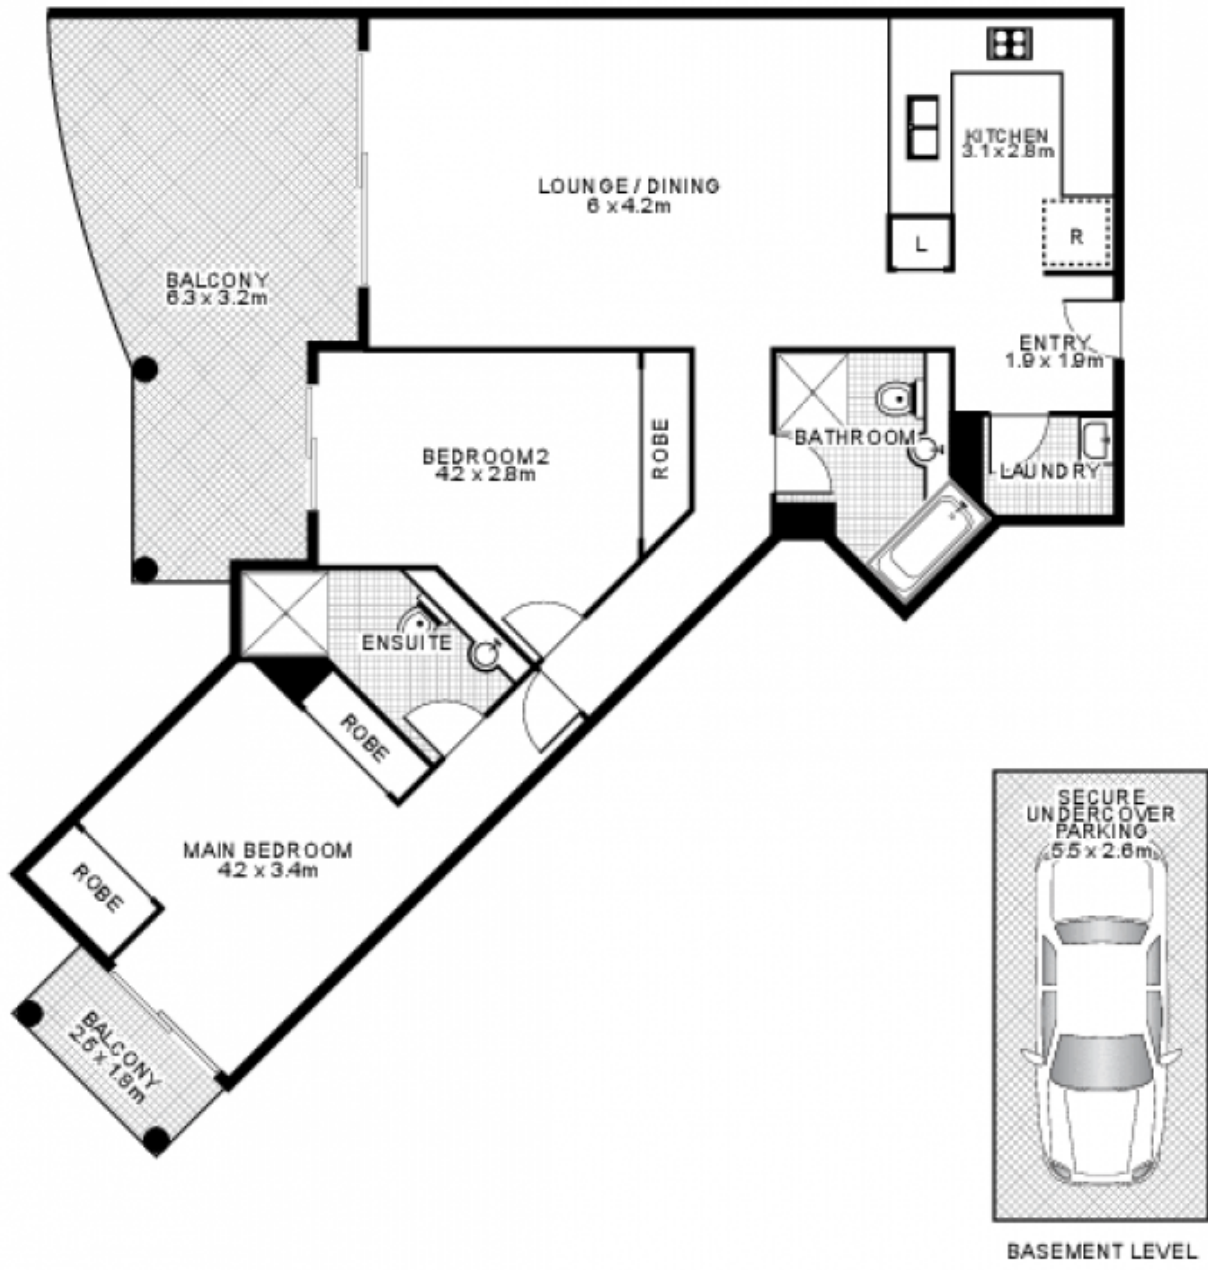 KITCHEN
3.1 x 2.8m
LOUNGE / DINING
6 x 4.2m
L
R
BALCONY
6.3 x 3.2m
ENTRY
1.9 x 1.9m
BEDROOM 2
4.2 x 2.8m
ROBE
BATHROOM
LAUNDRY
ENSUITE
ROBE
MAIN BEDROOM
4.2 x 3.4m
ROBE
BALCONY
2.5 x 1.8m
SECURE
UNDERCOVER
PARKING
5.5 x 2.6m
BASEMENT LEVEL